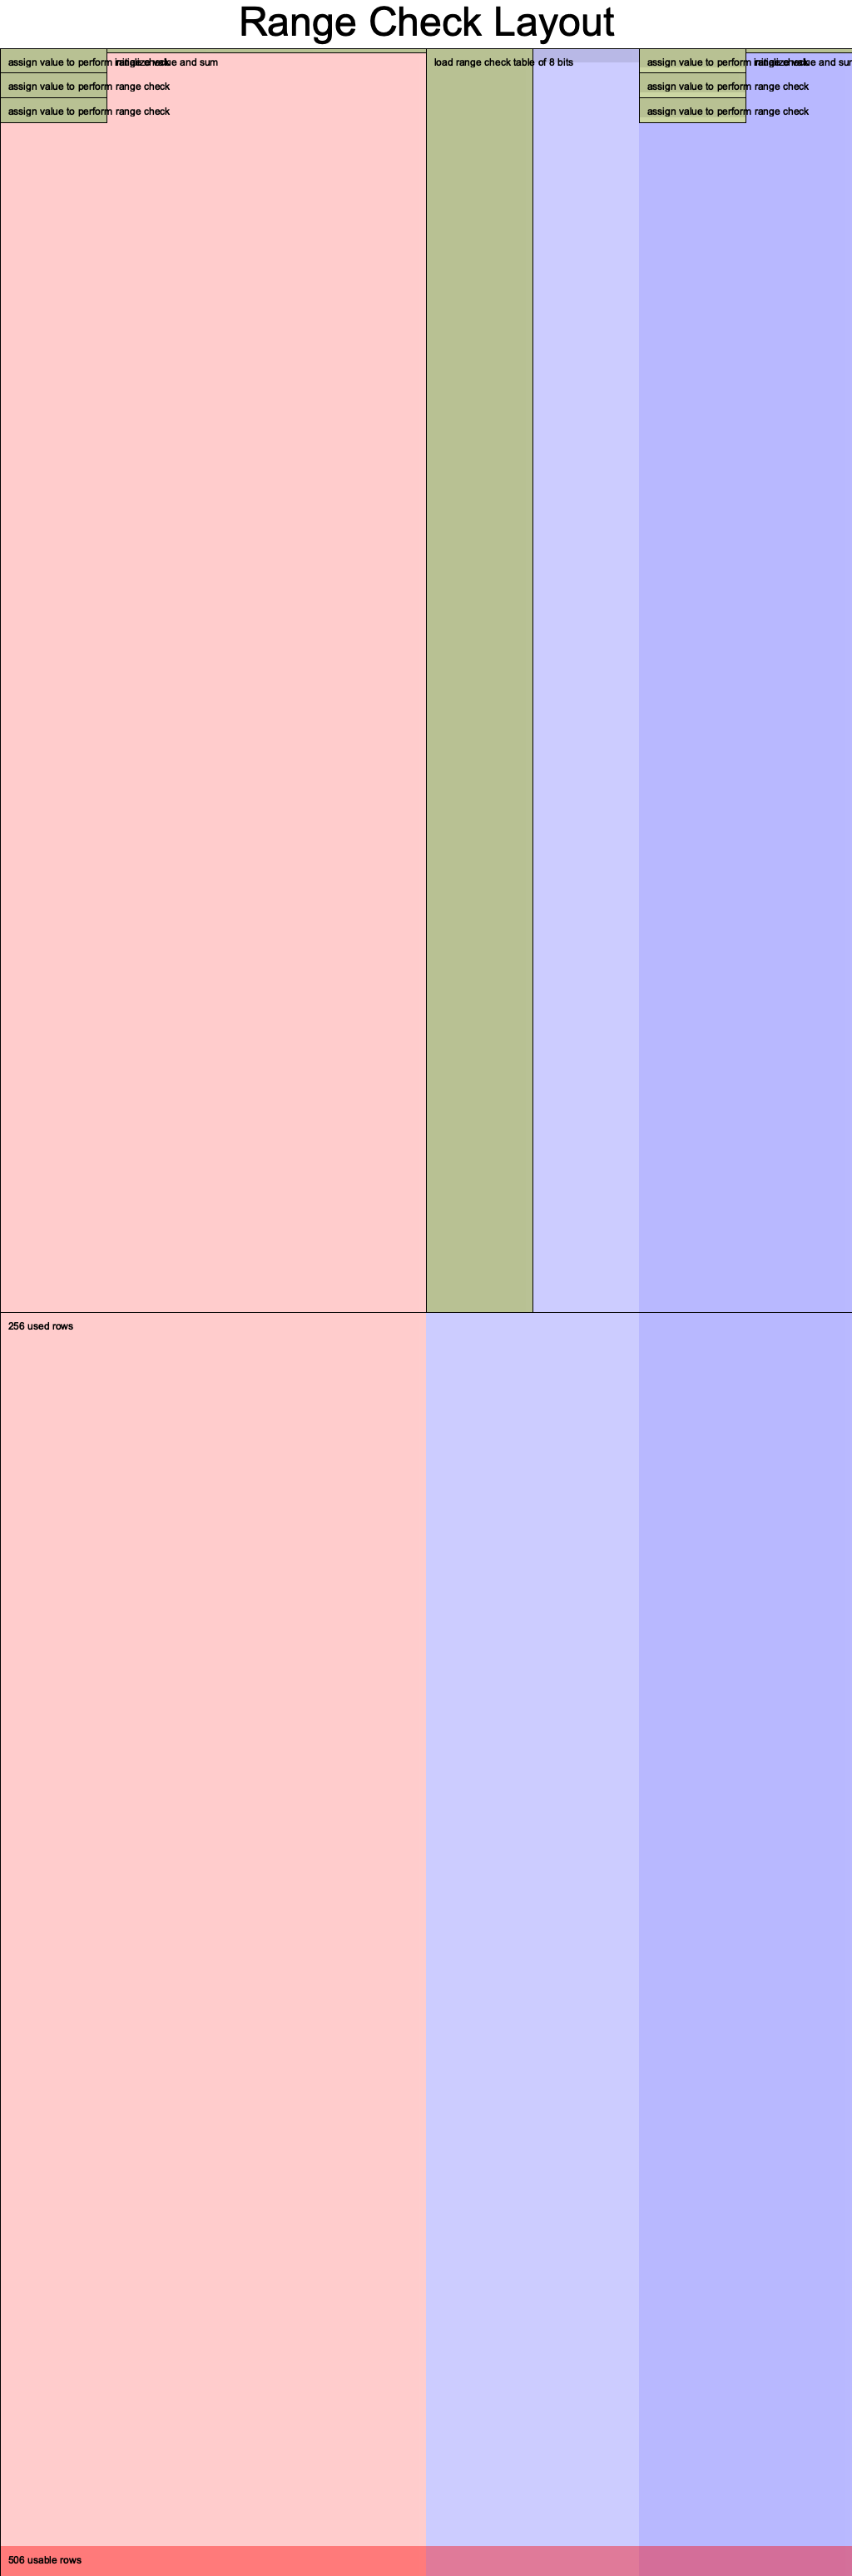 Range Check Layout
assign value to perform range check
initialize value and sum
load range check table of 8 bits
assign value to perform range check
initialize value and sum
assign value to perform range check
assign value to perform range check
assign value to perform range check
assign value to perform range check
256 used rows
506 usable rows